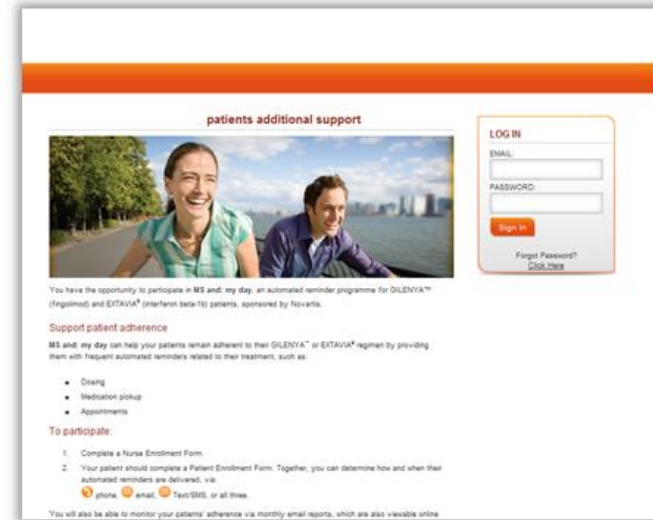 patients additional support
You have the opportunity to participate in MS and: my day, an automated reminder programme for GILENYA™
(fingolimod) and EXTAVIA® (interferon beta-1b) patients, sponsored by Novartis.
Support patient adherence
MS and: my day can help your patients remain adherent to their GILENYA™ or EXTAVIA® regimen by providing
them with frequent automated reminders related to their treatment, such as:
Dosing
Medication pickup
Appointments
To participate:
1. Complete a Nurse Enrollment Form.
2. Your patient should complete a Patient Enrollment Form. Together, you can determine how and when their
automated reminders are delivered, via:
phone, email, Text/SMS, or all three.
You will also be able to monitor your patients' adherence via monthly email reports, which are also viewable online
LOG IN
EMAIL:
PASSWORD:
Sign In
Forgot Password?
Click Here